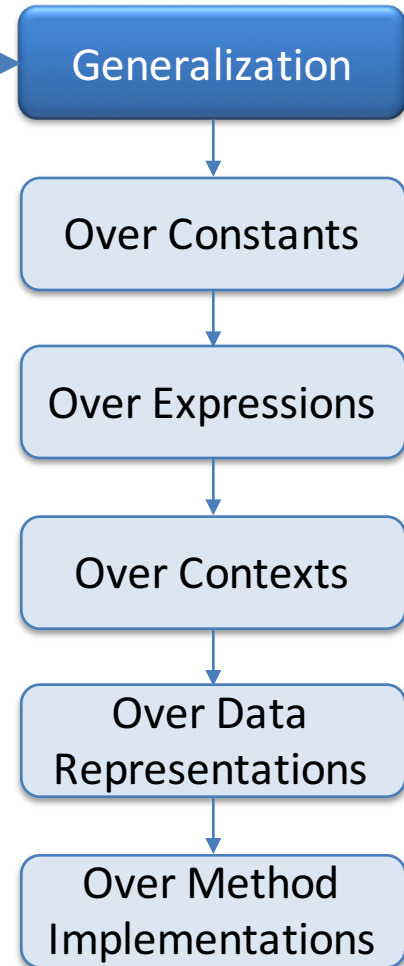 Generalization
Over Constants
Over Expressions
Over Contexts
Over Data
Representations
Over Method
Implementations